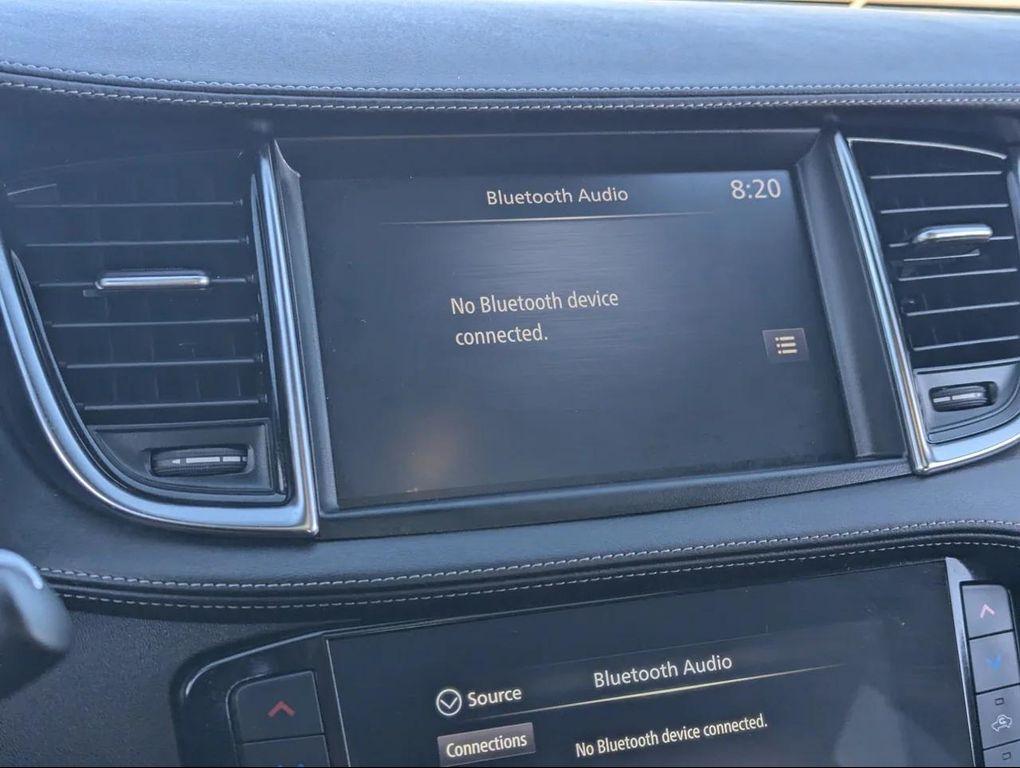 Bluetooth Audio 8:20
No Bluetooth device
connected.
Source Bluetooth Audio
Connections No Bluetooth device connected.